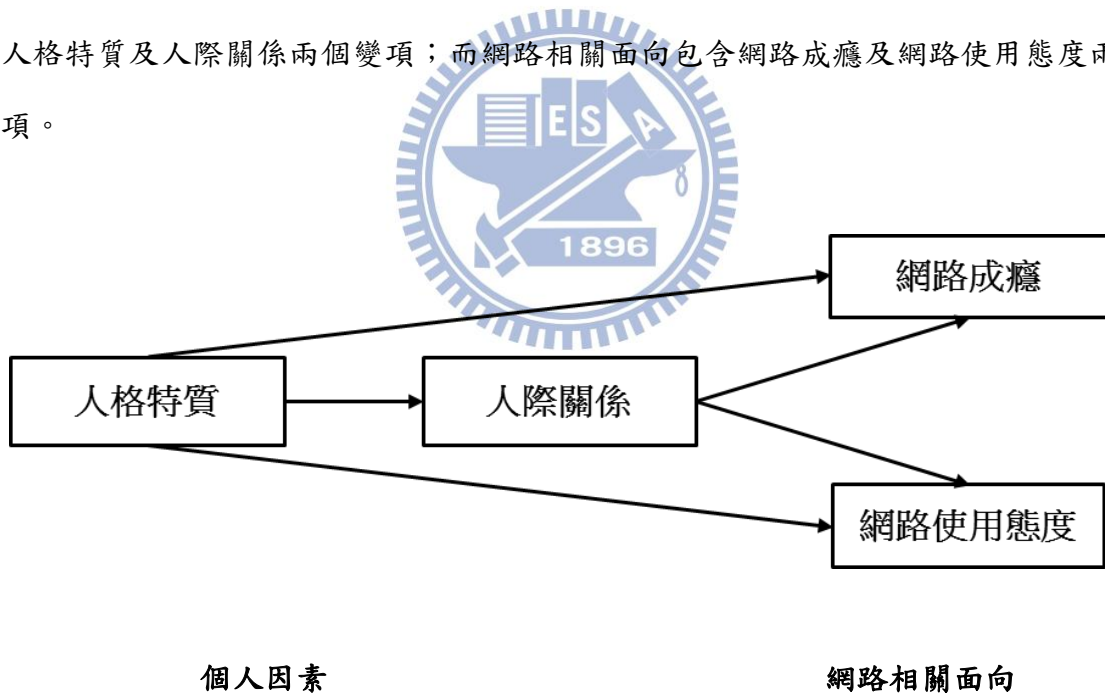 人格特質及人際關係兩個變項；而網路相關面向包含網路成癮及網路使用態度兩
項。
ESA
1896
網路成癮
人格特質
人際關係
網路使用態度
個人因素
網路相關面向